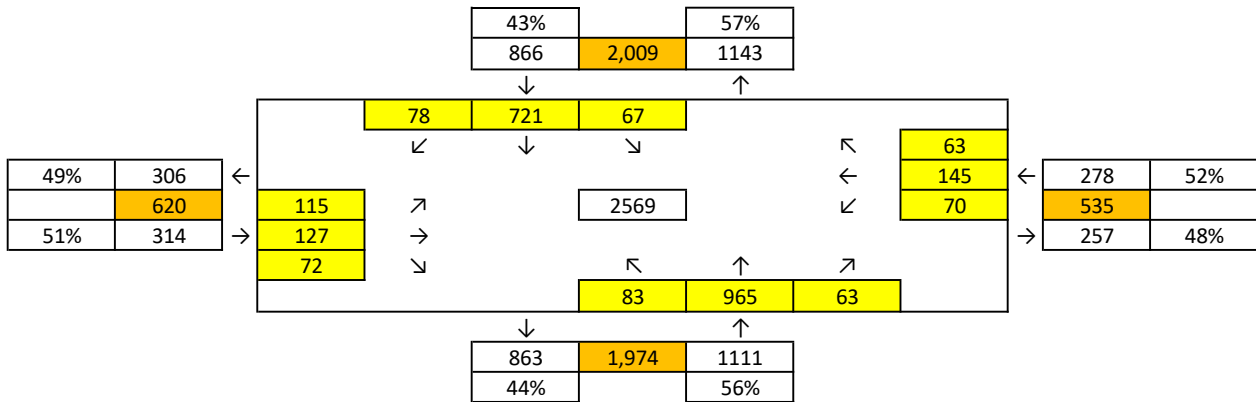 43% 57%
866 2,009 1143
↓ ↑
78 721 67
↙ ↓ ↘ ↖ 63
49% 306 ← ← 145 ← 278 52%
620 115 ↗ 2569 ↙ 70 535
51% 314 → 127 → → 257 48%
72 ↘ ↖ ↑ ↗
83 965 63
↓ ↑
863 1,974 1111
44% 56%